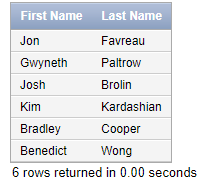 First Name Last Name
Jon Favreau
Gwyneth Paltrow
Josh Brolin
Kim Kardashian
Bradley Cooper
Benedict Wong
6 rows returned in 0.00 seconds